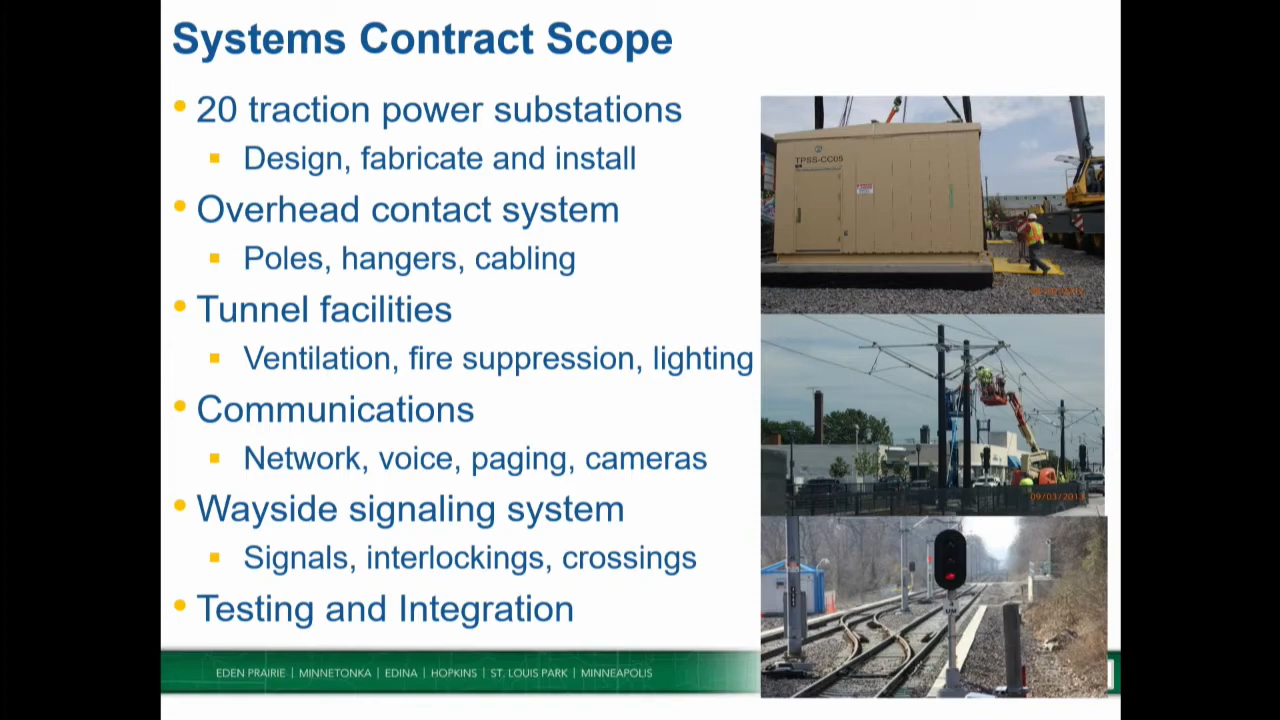 Systems Contract Scope
• 20 traction power substations
▪ Design, fabricate and install
• Overhead contact system
▪ Poles, hangers, cabling
• Tunnel facilities
▪ Ventilation, fire suppression, lighting
• Communications
▪ Network, voice, paging, cameras
• Wayside signaling system
▪ Signals, interlockings, crossings
• Testing and Integration
TPSS-CC05
EDEN PRAIRIE | MINNETONKA | EDINA | HOPKINS | ST. LOUIS PARK | MINNEAPOLIS